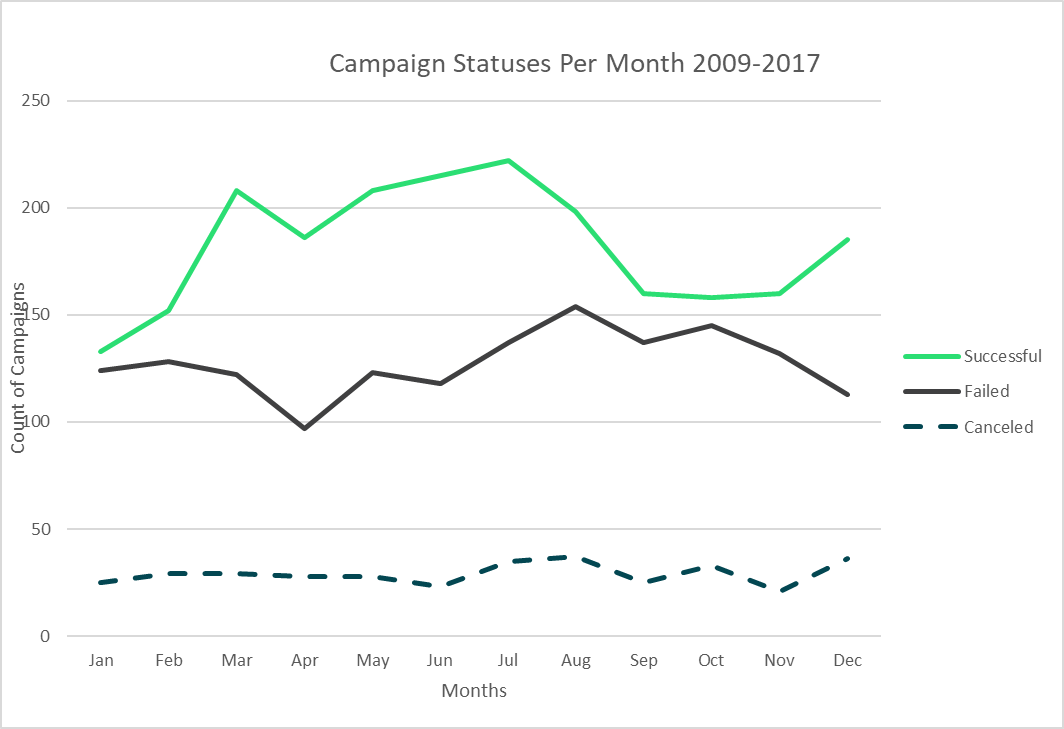 Campaign Statuses Per Month 2009-2017
250
200
150
100
50
0
Count of Campaigns
Jan Feb Mar Apr May Jun Jul Aug Sep Oct Nov Dec
Months
Successful
Failed
Canceled